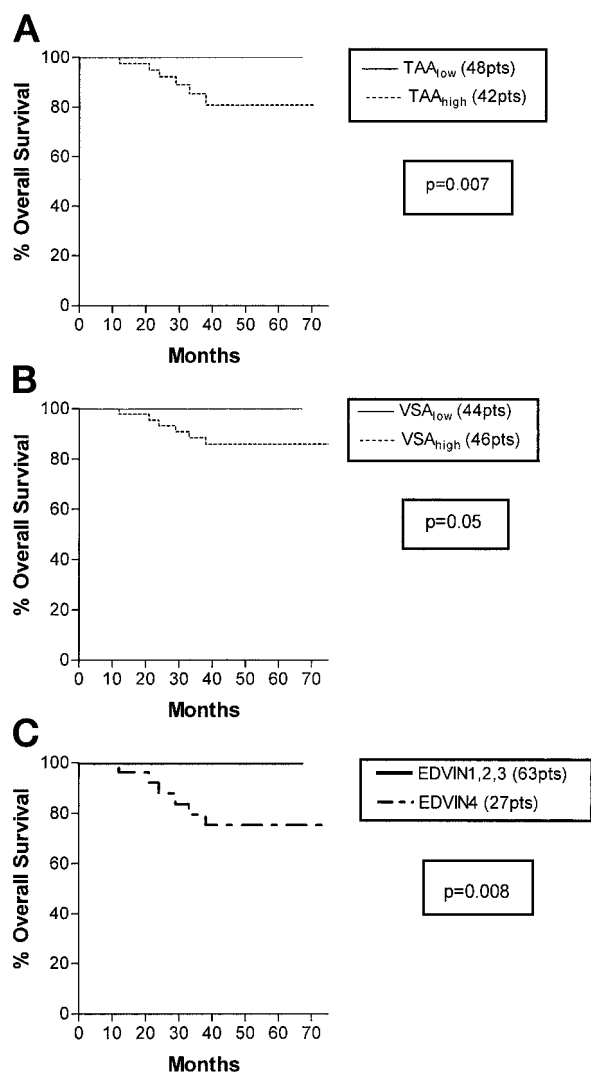 A
100
80
60
40
20
0
% Overall Survival
0 10 20 30 40 50 60 70
Months
TAAlow (48pts)
TAAhigh (42pts)
p=0.007
B
100
80
60
40
20
0
% Overall Survival
0 10 20 30 40 50 60 70
Months
VSAlow (44pts)
VSAhigh (46pts)
p=0.05
C
100
80
60
40
20
0
% Overall Survival
0 10 20 30 40 50 60 70
Months
EDVIN1,2,3 (63pts)
EDVIN4 (27pts)
p=0.008